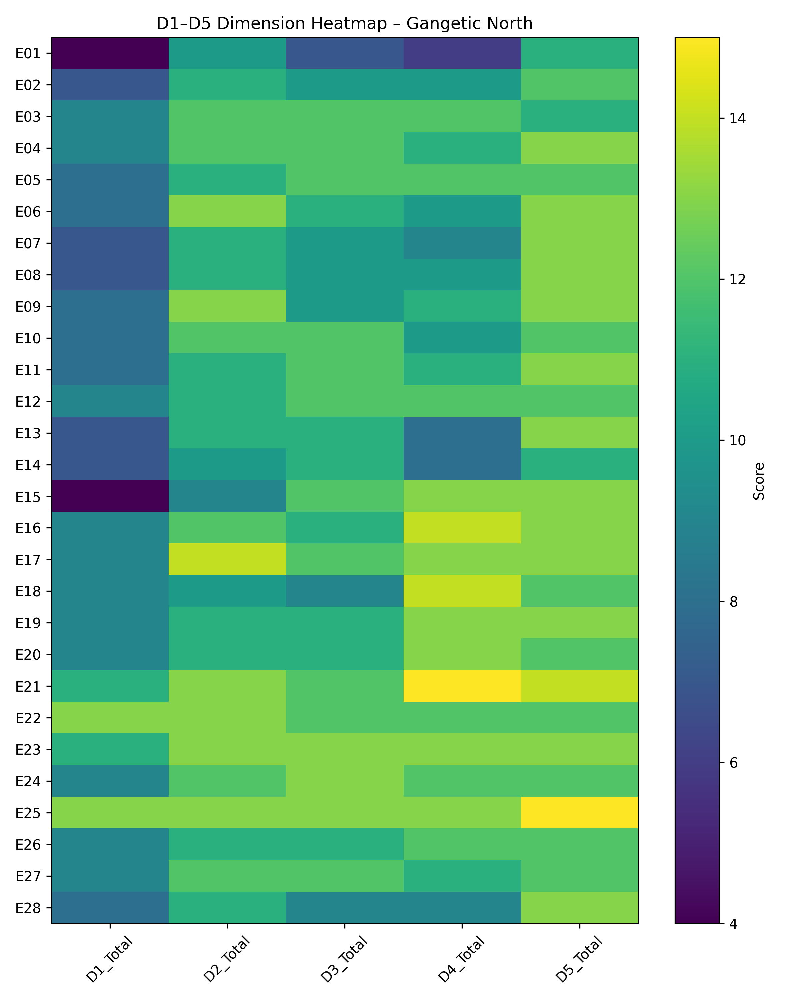 D1–D5 Dimension Heatmap – Gangetic North
E01
E02
E03
E04
E05
E06
E07
E08
E09
E10
E11
E12
E13
E14
E15
E16
E17
E18
E19
E20
E21
E22
E23
E24
E25
E26
E27
E28
D1_Total
D2_Total
D3_Total
D4_Total
D5_Total
14
12
10
8
6
4
Score